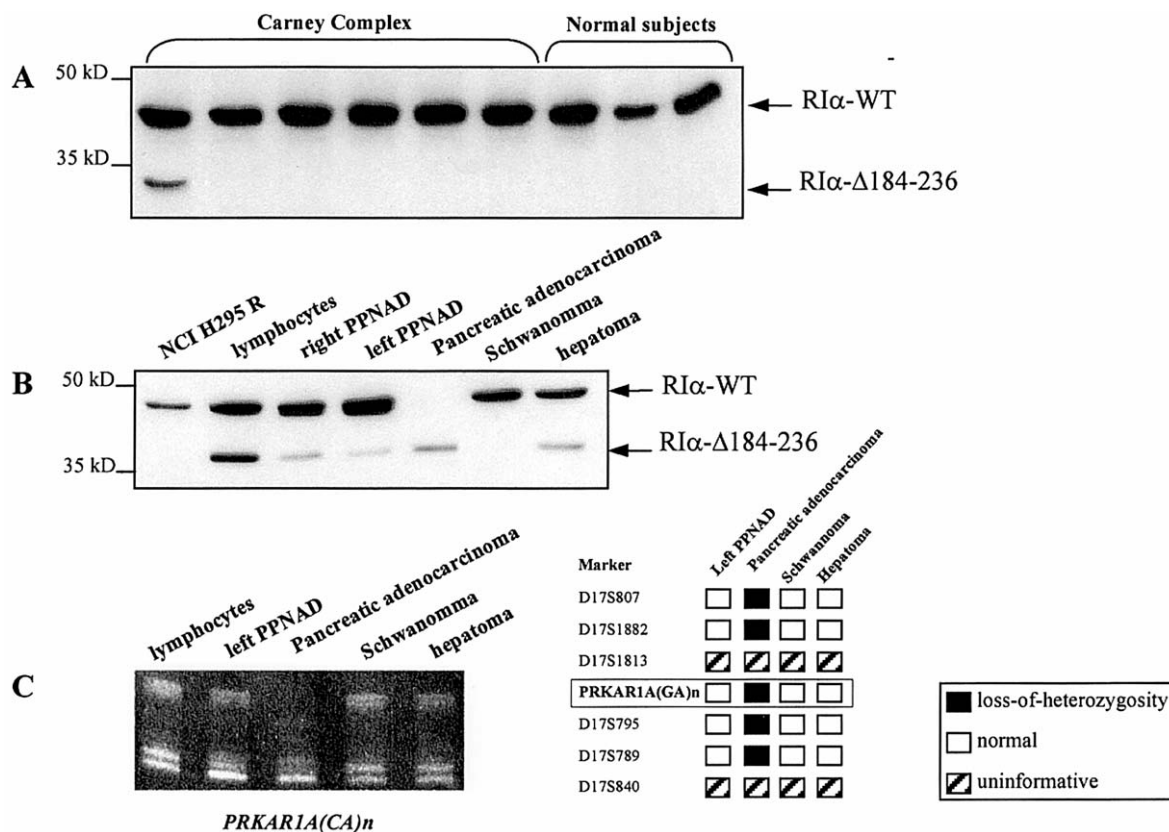 Carney Complex Normal subjects
A
50 kD
35 kD
RIα-WT
RIα-Δ184-236
NCI H295 R
lymphocytes
right PPNAD
left PPNAD
Pancreatic adenocarcinoma
Schwanomma
hepatoma
B
50 kD
35 kD
RIα-WT
RIα-Δ184-236
lymphocytes
left PPNAD
Pancreatic adenocarcinoma
Schwanomma
hepatoma
C
PRKAR1A(CA)n
Marker
Left PPNAD
Pancreatic adenocarcinoma
Schwannoma
Hepatoma
D17S807
D17S1882
D17S1813
PRKAR1A(GA)n
D17S795
D17S789
D17S840
loss-of-heterozygosity
normal
uninformative